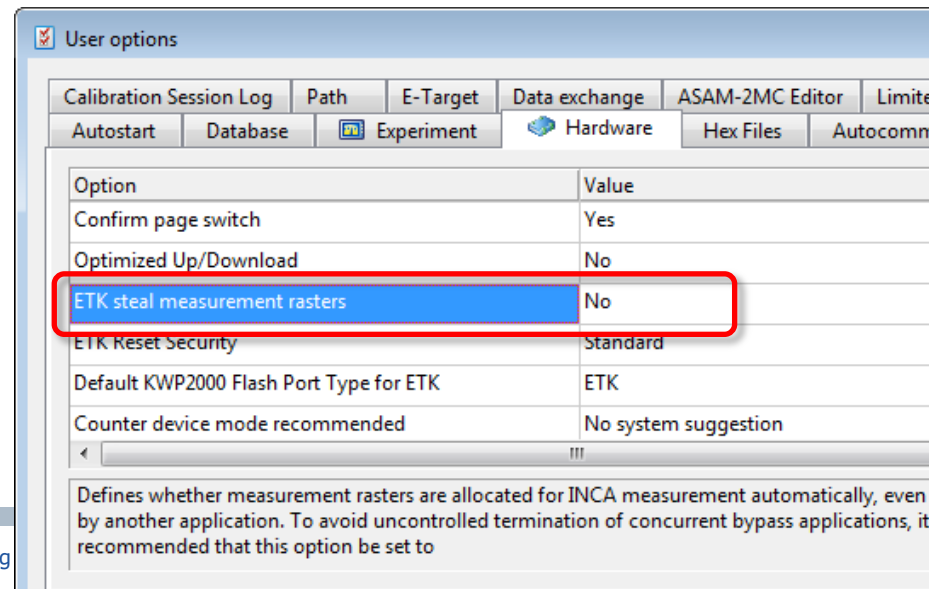 User options
Calibration Session Log Path E-Target Data exchange ASAM-2MC Editor Limite
Autostart Database Experiment Hardware Hex Files Autocomm
Option Value
Confirm page switch Yes
Optimized Up/Download No
ETK steal measurement rasters No
ETK Reset Security Standard
Default KWP2000 Flash Port Type for ETK ETK
Counter device mode recommended No system suggestion
Defines whether measurement rasters are allocated for INCA measurement automatically, even
by another application. To avoid uncontrolled termination of concurrent bypass applications, it
recommended that this option be set to
g